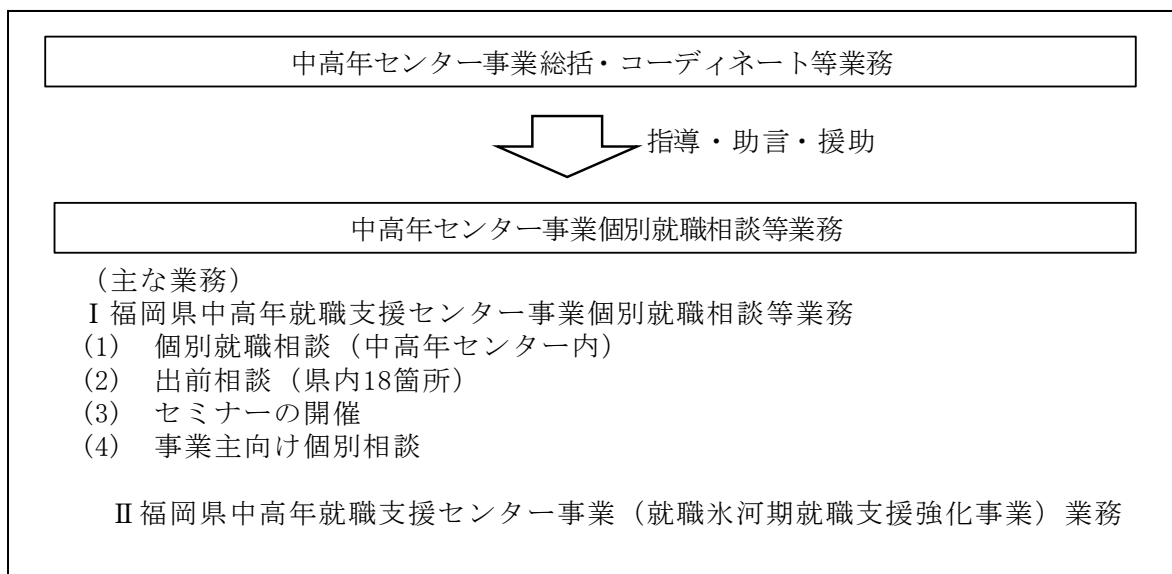 中高年センター事業総括・コーディネート等業務
指導・助言・援助
中高年センター事業個別就職相談等業務
（主な業務）
Ⅰ福岡県中高年就職支援センター事業個別就職相談等業務
(1)　個別就職相談（中高年センター内）
(2)　出前相談（県内18箇所）
(3)　セミナーの開催
(4)　事業主向け個別相談
Ⅱ福岡県中高年就職支援センター事業（就職氷河期就職支援強化事業）業務